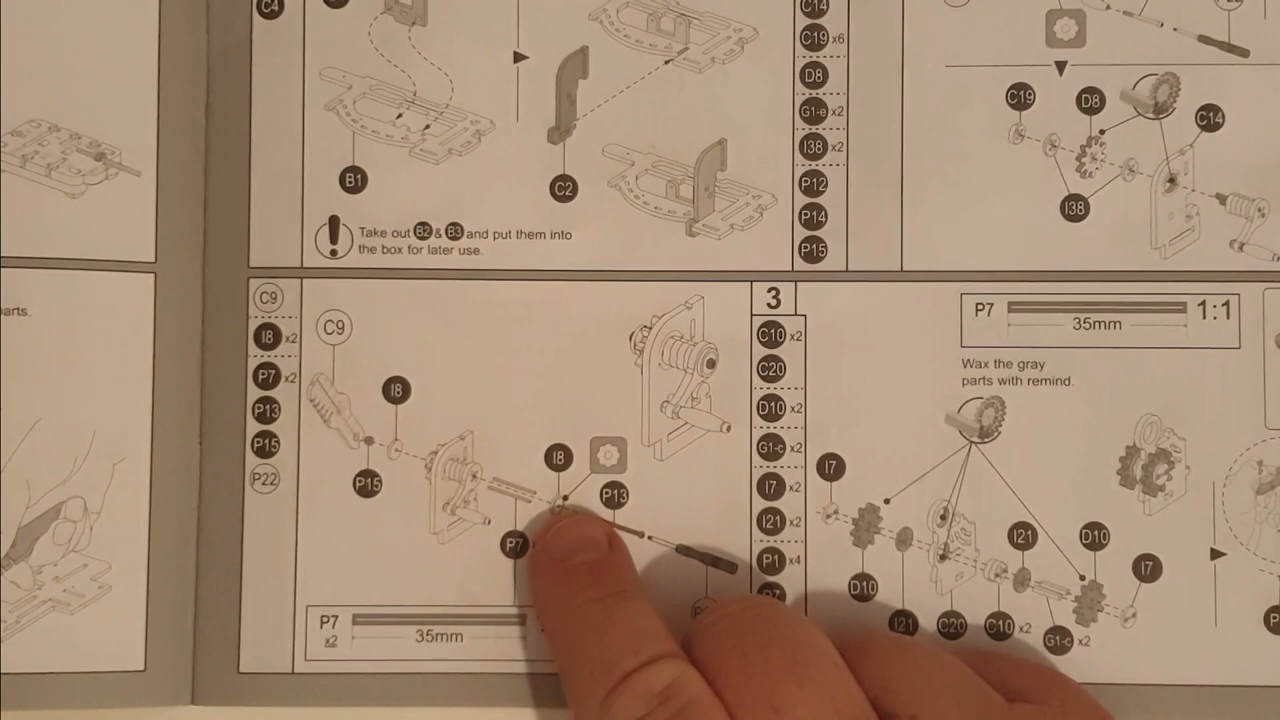 C4
B1
C2
Take out B2 & B3 and put them into
the box for later use.
C14
C19 x6
D8
G1-e x2
I38 x2
P12
P14
P15
C19
D8
C14
I38
arts.
C9
I8 x2
P7 x2
P13
P15
P22
C9
I8
P15
I8
P13
P7
P7
x2
35mm
3
C10 x2
C20
D10 x2
G1-c x2
I7 x2
I21 x2
P1 x4
P7 35mm 1:1
Wax the gray
parts with remind.
I7
D10
I21
C20
C10 x2
I21
G1-c x2
D10
I7